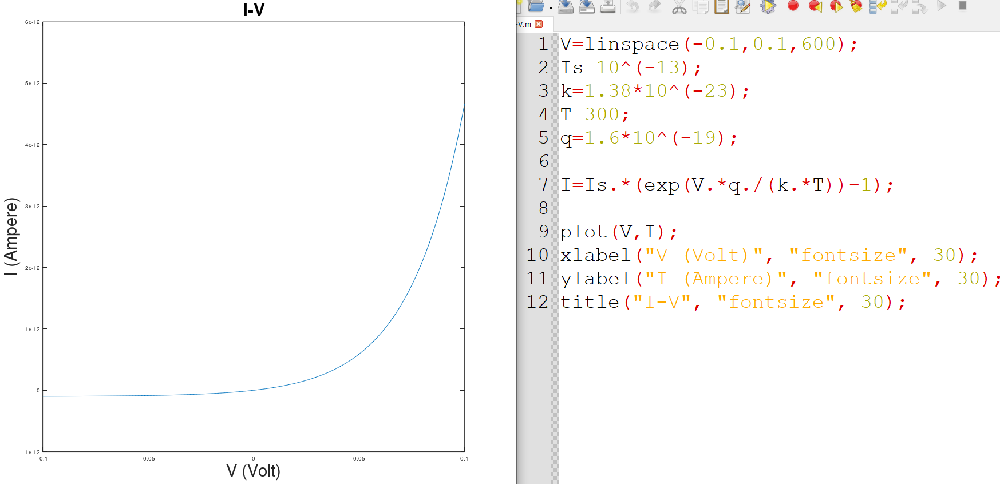 I-V
6e-12
5e-12
4e-12
3e-12
2e-12
1e-12
0
-1e-12
I (Ampere)
-0.1 -0.05 0 0.05 0.1
V (Volt)
-V.m
1 V=linspace(-0.1,0.1,600);
2 Is=10^(-13);
3 k=1.38*10^(-23);
4 T=300;
5 q=1.6*10^(-19);
6
7 I=Is.*(exp(V.*q./(k.*T))-1);
8
9 plot(V,I);
10 xlabel("V (Volt)", "fontsize", 30);
11 ylabel("I (Ampere)", "fontsize", 30);
12 title("I-V", "fontsize", 30);